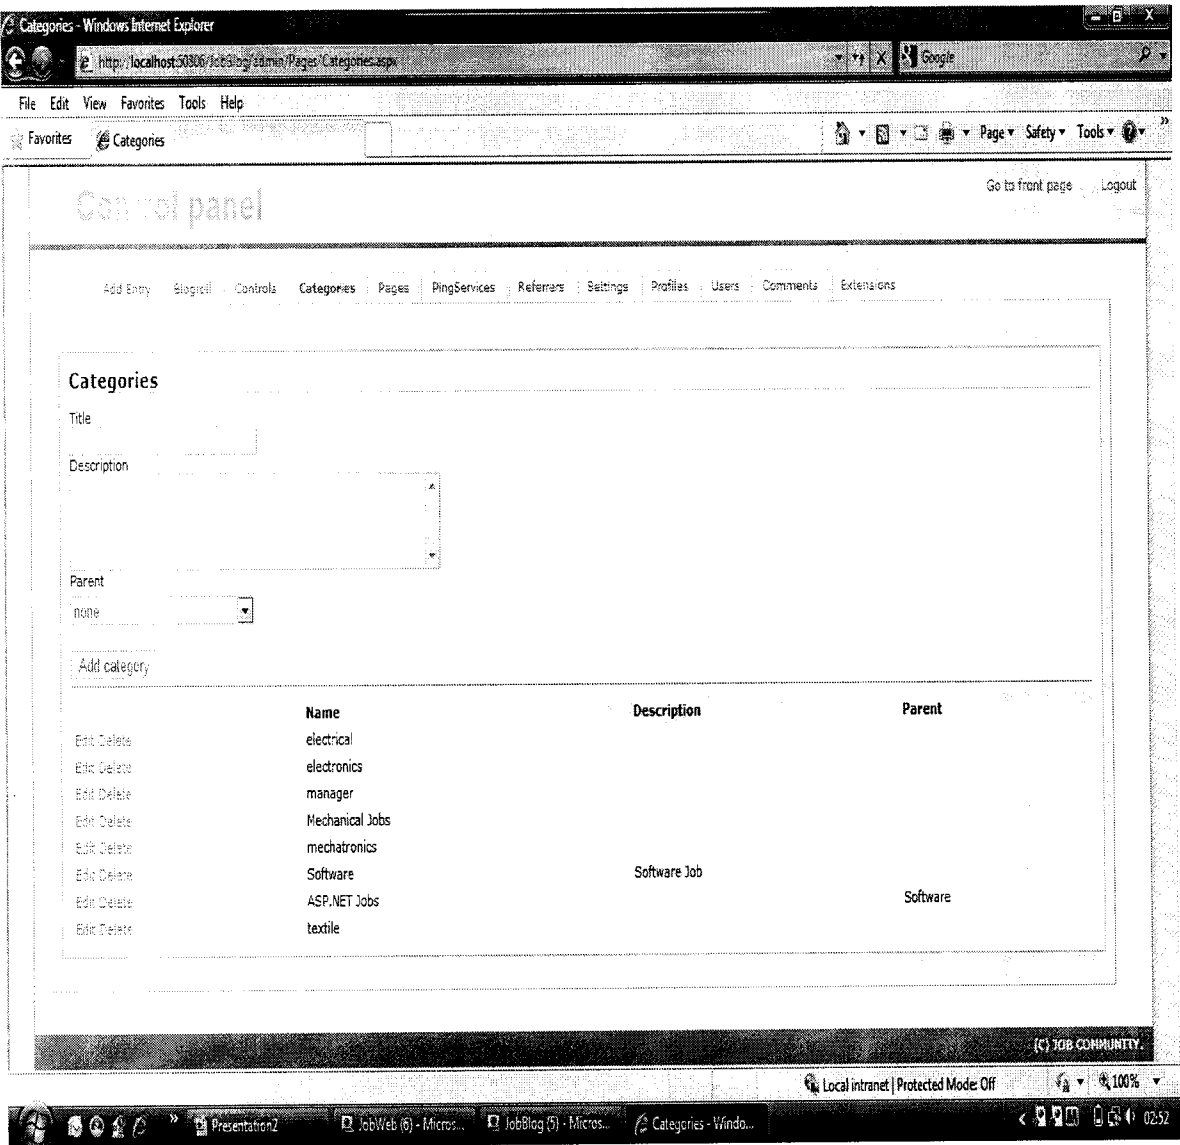 Categories - Windows Internet Explorer
http://localhost:50806/JobBlog/admin/Pages/Categories.aspx
Google
File Edit View Favorites Tools Help
Favorites Categories Page Safety Tools
Go to front page Logout
Control panel
Add Entry Blogroll Controls Categories Pages PingServices Referrers Settings Profiles Users Comments Extensions
Categories
Title
Description
Parent
none
Add category
Name Description Parent
Edit Delete electrical
Edit Delete electronics
Edit Delete manager
Edit Delete Mechanical Jobs
Edit Delete mechatronics
Edit Delete Software Software Job
Edit Delete ASP.NET Jobs Software
Edit Delete textile
(C) JOB COMMUNITY.
Local intranet | Protected Mode: Off 100%
Presentation2 JobWeb (6) - Micros... JobBlog (5) - Micros... Categories - Windo... 02:52